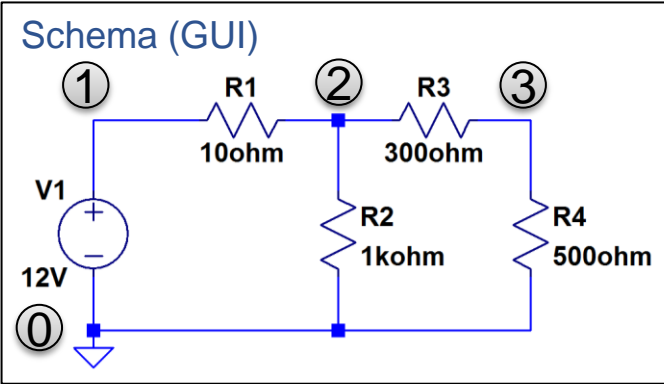 Schema (GUI)
1
R1
2
R3
3
10ohm
300ohm
V1
+
−
12V
R2
1kohm
R4
500ohm
0